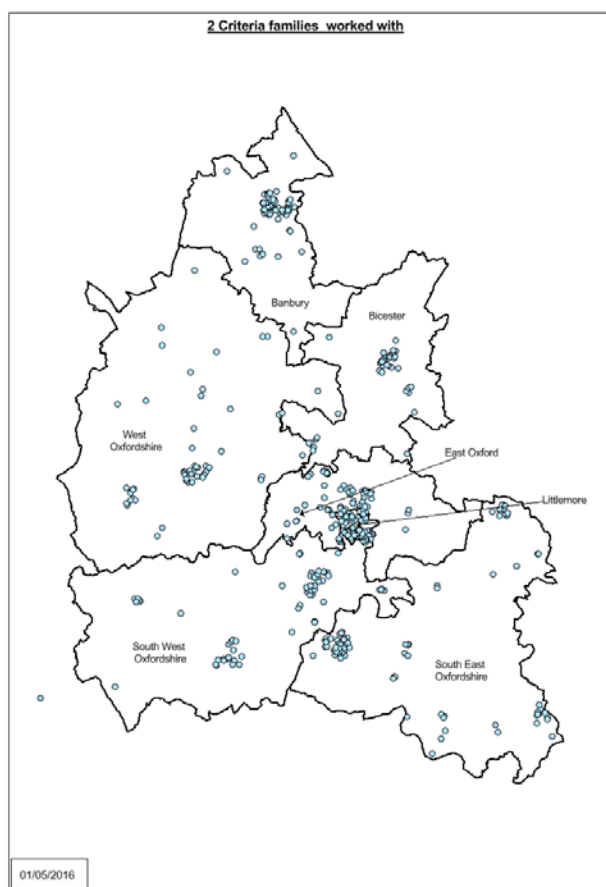 2 Criteria families worked with
Banbury
Bicester
West
Oxfordshire
East Oxford
Littlemore
South West
Oxfordshire
South East
Oxfordshire
01/05/2016